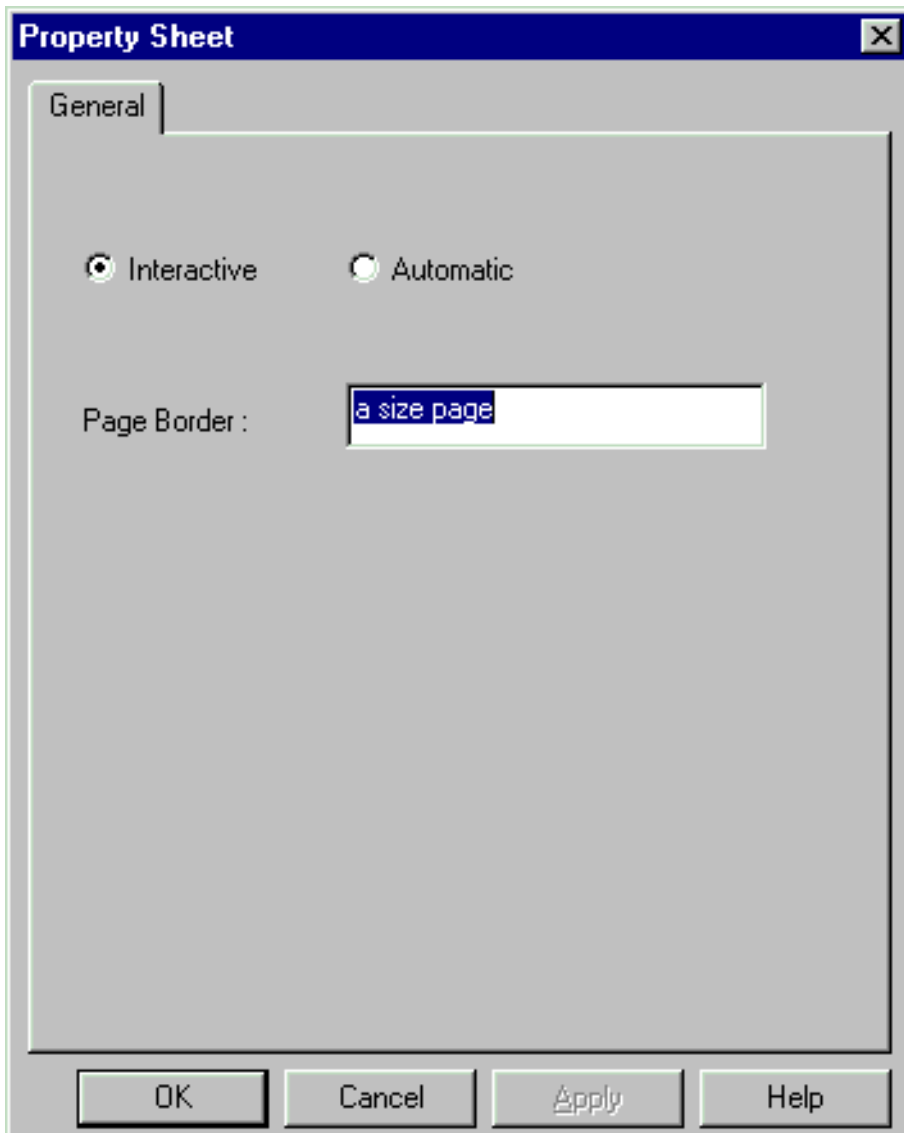 Property Sheet
General
Interactive Automatic
Page Border : a size page
OK Cancel Apply Help